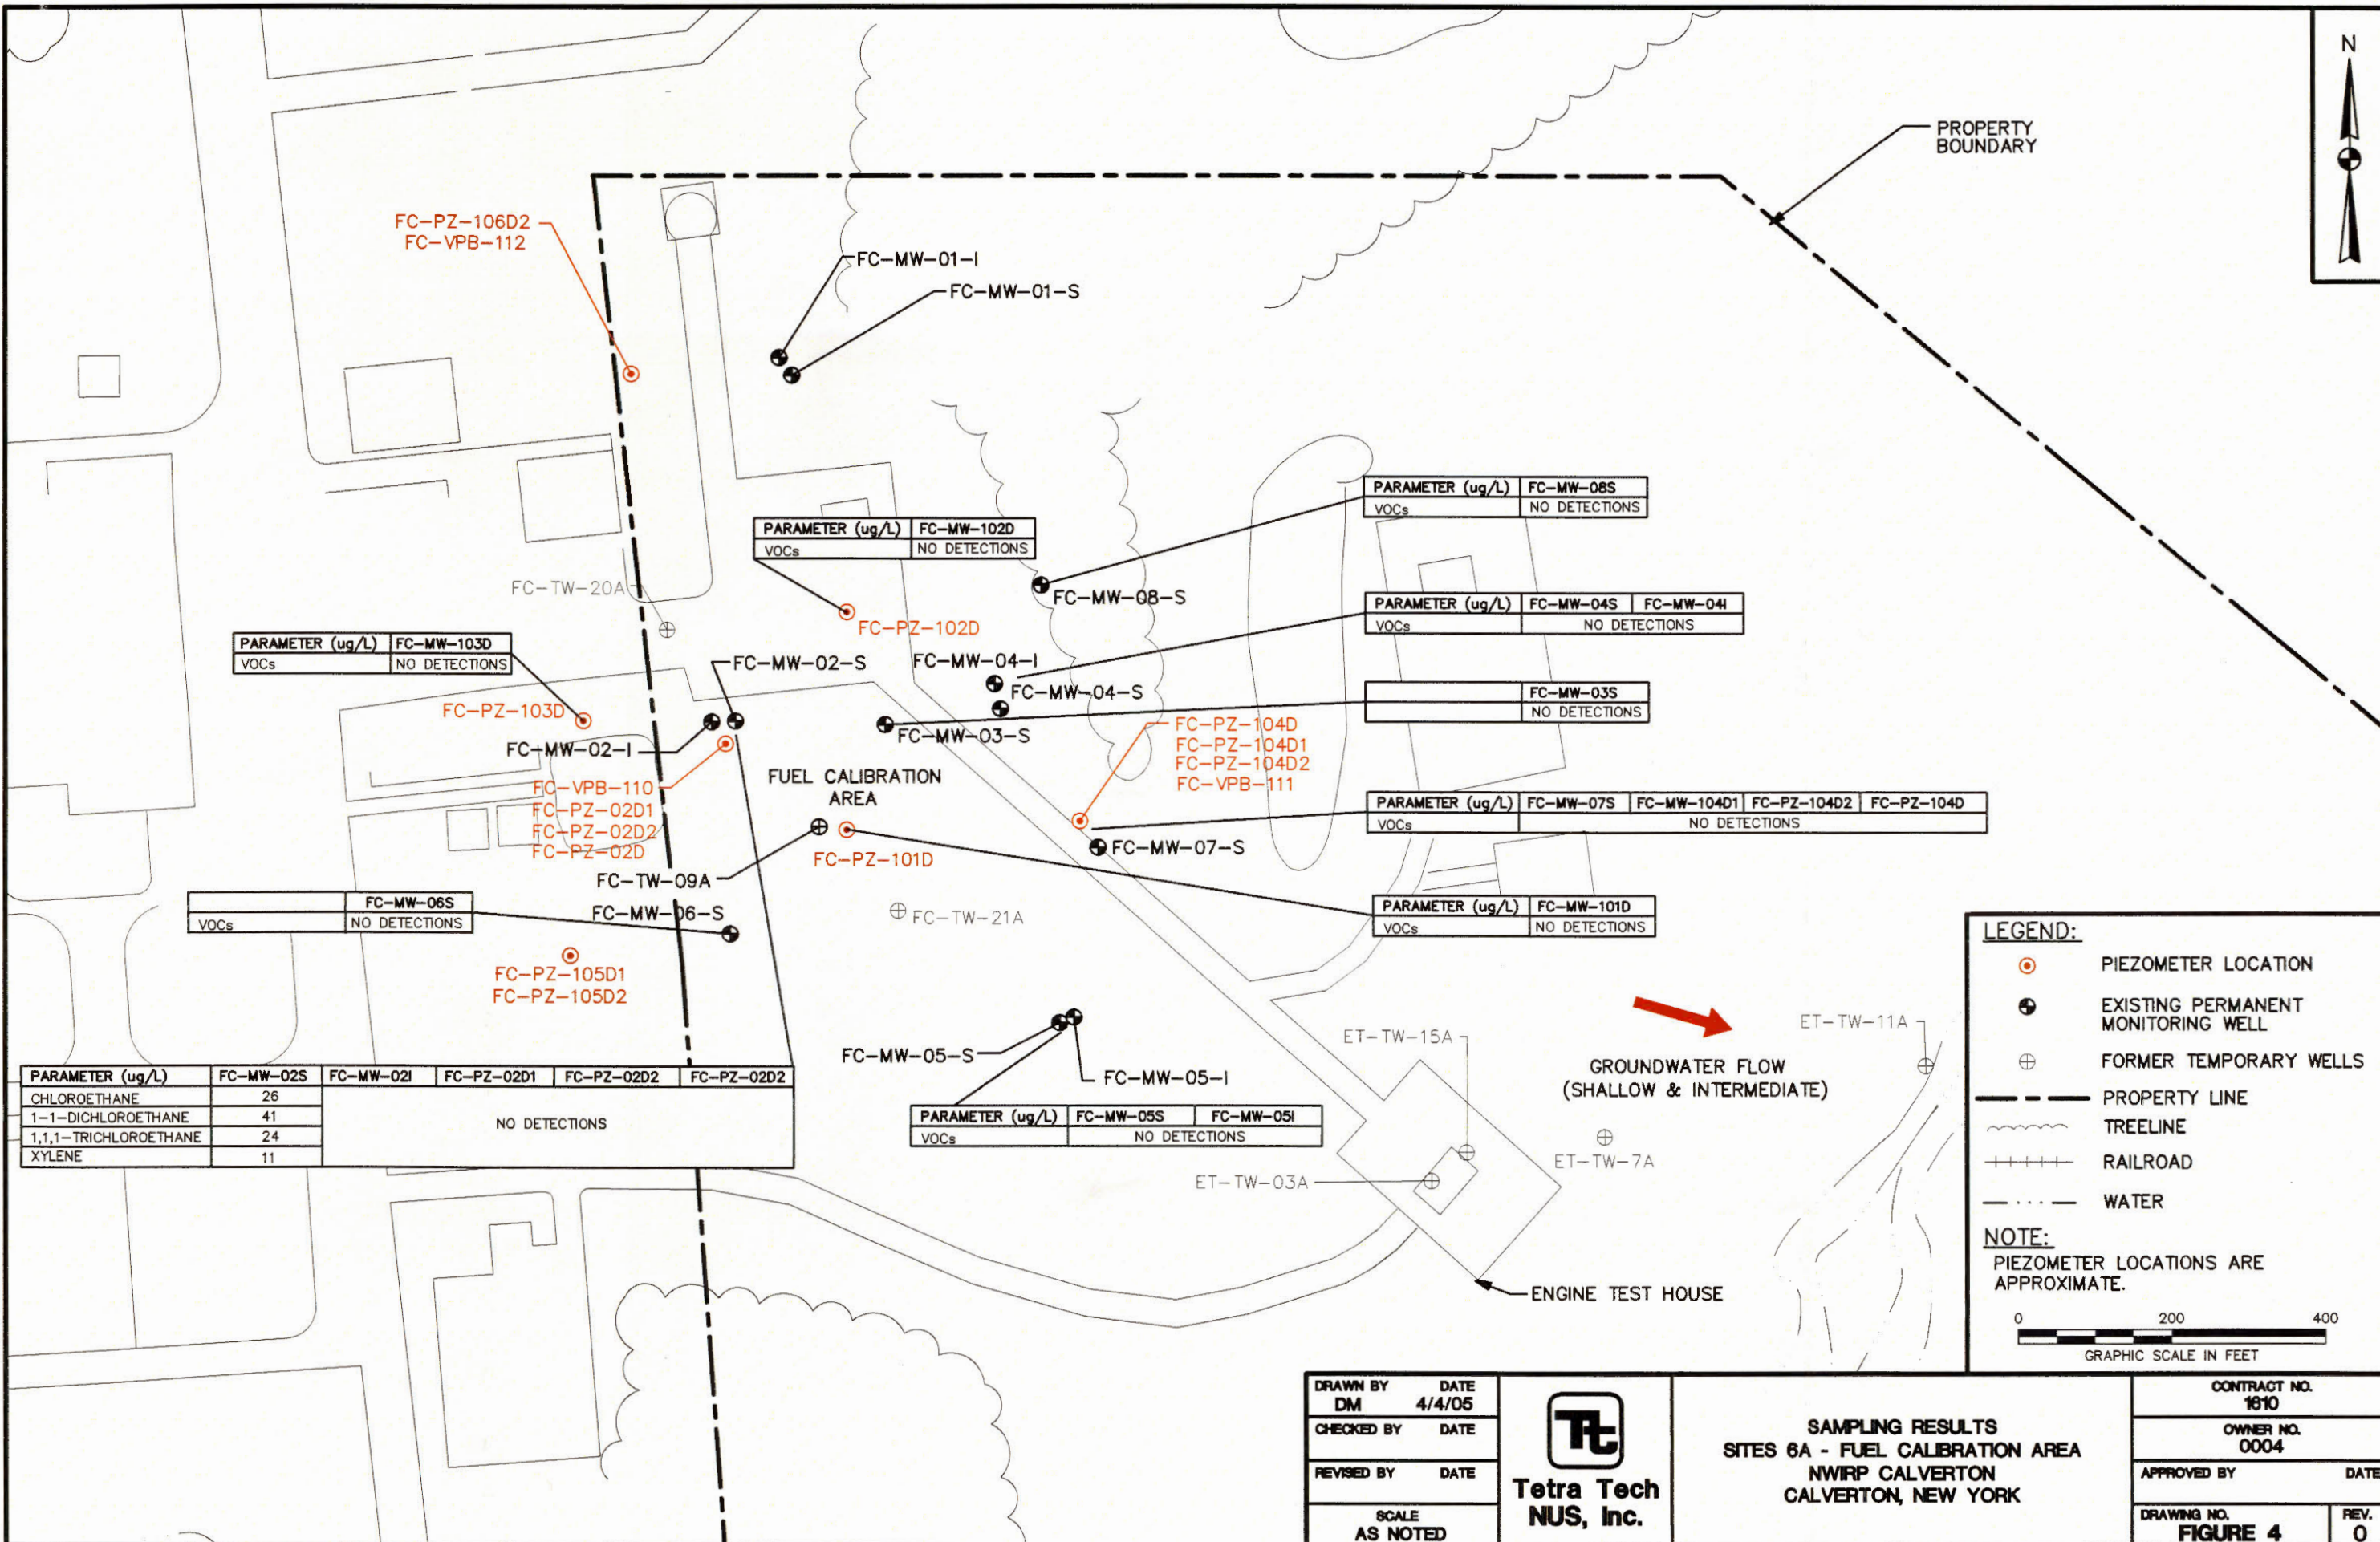 N
PROPERTY
BOUNDARY
FC-PZ-106D2
FC-VPB-112
FC-MW-01-I
FC-MW-01-S
PARAMETER (ug/L) FC-MW-08S
VOCs NO DETECTIONS
PARAMETER (ug/L) FC-MW-102D
VOCs NO DETECTIONS
FC-TW-20A
FC-MW-08-S
FC-PZ-102D
PARAMETER (ug/L) FC-MW-04S FC-MW-04I
VOCs NO DETECTIONS
PARAMETER (ug/L) FC-MW-103D
VOCs NO DETECTIONS
FC-MW-02-S
FC-MW-04-I
FC-MW-04-S
FC-MW-03S
NO DETECTIONS
FC-PZ-103D
FC-MW-03-S
FC-MW-02-I
FC-PZ-104D
FC-PZ-104D1
FC-PZ-104D2
FC-VPB-111
FUEL CALIBRATION
AREA
FC-VPB-110
FC-PZ-02D1
FC-PZ-02D2
FC-PZ-02D
PARAMETER (ug/L) FC-MW-07S FC-MW-104D1 FC-PZ-104D2 FC-PZ-104D
VOCs NO DETECTIONS
FC-MW-07-S
FC-PZ-101D
FC-TW-09A
FC-MW-06S
VOCs NO DETECTIONS
FC-MW-06-S
FC-TW-21A
PARAMETER (ug/L) FC-MW-101D
VOCs NO DETECTIONS
FC-PZ-105D1
FC-PZ-105D2
FC-MW-05-S
FC-MW-05-I
PARAMETER (ug/L) FC-MW-02S FC-MW-02I FC-PZ-02D1 FC-PZ-02D2 FC-PZ-02D2
CHLOROETHANE 26
1-1-DICHLOROETHANE 41
1,1,1-TRICHLOROETHANE 24
XYLENE 11
NO DETECTIONS
PARAMETER (ug/L) FC-MW-05S FC-MW-05I
VOCs NO DETECTIONS
ET-TW-15A
ET-TW-11A
GROUNDWATER FLOW
(SHALLOW & INTERMEDIATE)
ET-TW-7A
ET-TW-03A
ENGINE TEST HOUSE
LEGEND:
PIEZOMETER LOCATION
EXISTING PERMANENT
MONITORING WELL
FORMER TEMPORARY WELLS
PROPERTY LINE
TREELINE
RAILROAD
WATER
NOTE:
PIEZOMETER LOCATIONS ARE
APPROXIMATE.
0 200 400
GRAPHIC SCALE IN FEET
DRAWN BY DATE
DM 4/4/05
CHECKED BY DATE
REVISED BY DATE
SCALE
AS NOTED
Tt
Tetra Tech
NUS, Inc.
SAMPLING RESULTS
SITES 6A - FUEL CALIBRATION AREA
NWIRP CALVERTON
CALVERTON, NEW YORK
CONTRACT NO.
1610
OWNER NO.
0004
APPROVED BY DATE
DRAWING NO.
FIGURE 4
REV.
0